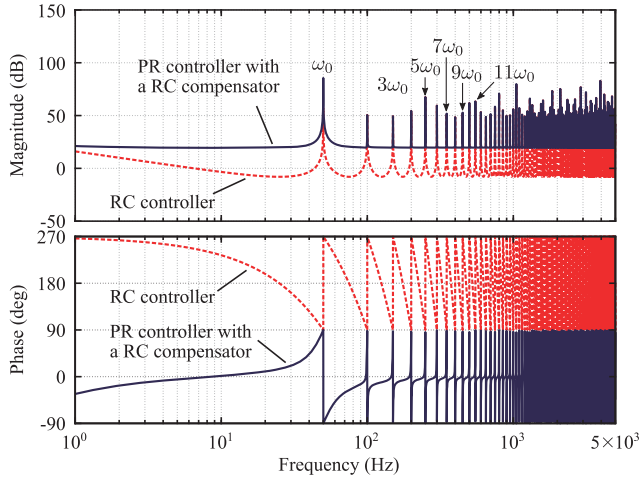 150
100
50
0
-50
Magnitude (dB)
PR controller with
a RC compensator
RC controller
ω0
3ω0
5ω0
7ω0
9ω0
11ω0
270
180
90
0
-90
Phase (deg)
RC controller
PR controller with
a RC compensator
10^0
10^1
10^2
10^3
5×10^3
Frequency (Hz)